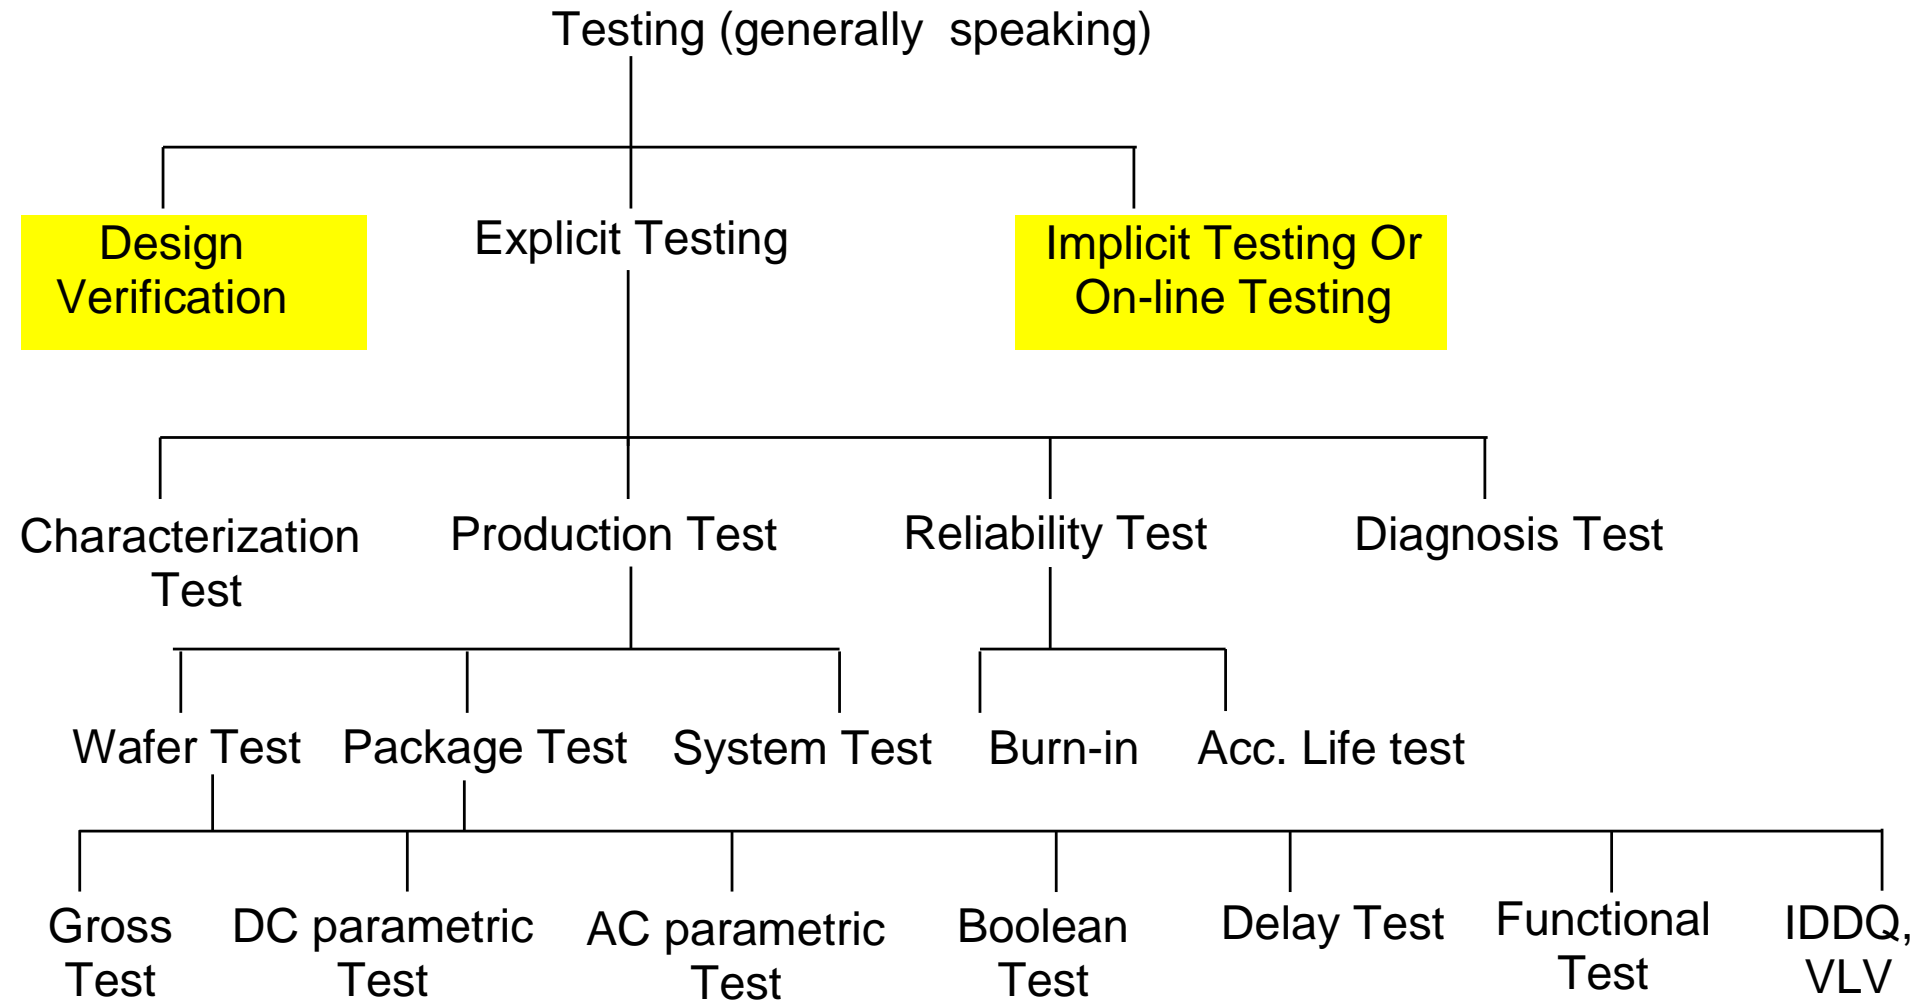 Testing (generally speaking)
Design
Verification
Explicit Testing
Implicit Testing Or
On-line Testing
Characterization
Test
Production Test
Reliability Test
Diagnosis Test
Wafer Test
Package Test
System Test
Burn-in
Acc. Life test
Gross
Test
DC parametric
Test
AC parametric
Test
Boolean
Test
Delay Test
Functional
Test
IDDQ,
VLV